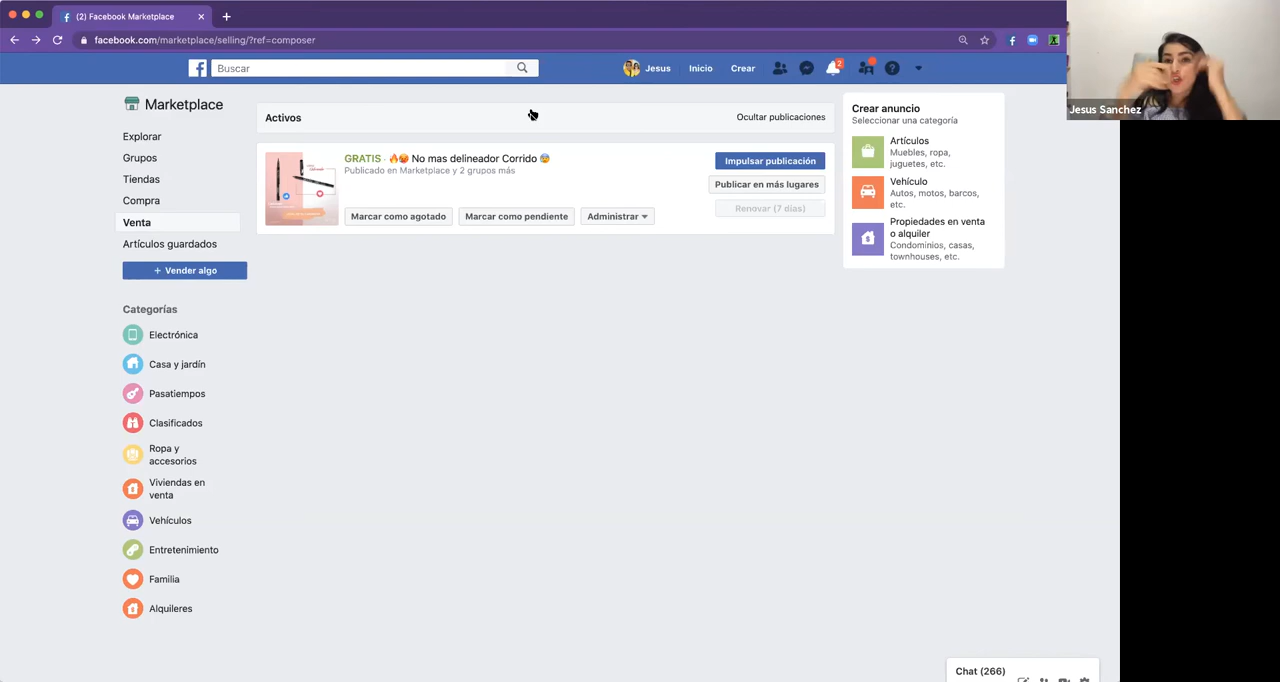 (2) Facebook Marketplace
facebook.com/marketplace/selling/?ref=composer
Buscar
Jesus
Inicio
Crear
2
Jesus Sanchez
Marketplace
Explorar
Grupos
Tiendas
Compra
Venta
Artículos guardados
+ Vender algo
Categorías
Electrónica
Casa y jardín
Pasatiempos
Clasificados
Ropa y
accesorios
Viviendas en
venta
Vehículos
Entretenimiento
Familia
Alquileres
Activos
Ocultar publicaciones
GRATIS · 🔥🥵 No mas delineador Corrido 😰
Publicado en Marketplace y 2 grupos más
Marcar como agotado
Marcar como pendiente
Administrar
Impulsar publicación
Publicar en más lugares
Renovar (7 días)
Crear anuncio
Seleccionar una categoría
Artículos
Muebles, ropa,
juguetes, etc.
Vehículo
Autos, motos, barcos,
etc.
Propiedades en venta
o alquiler
Condominios, casas,
townhouses, etc.
Chat (266)